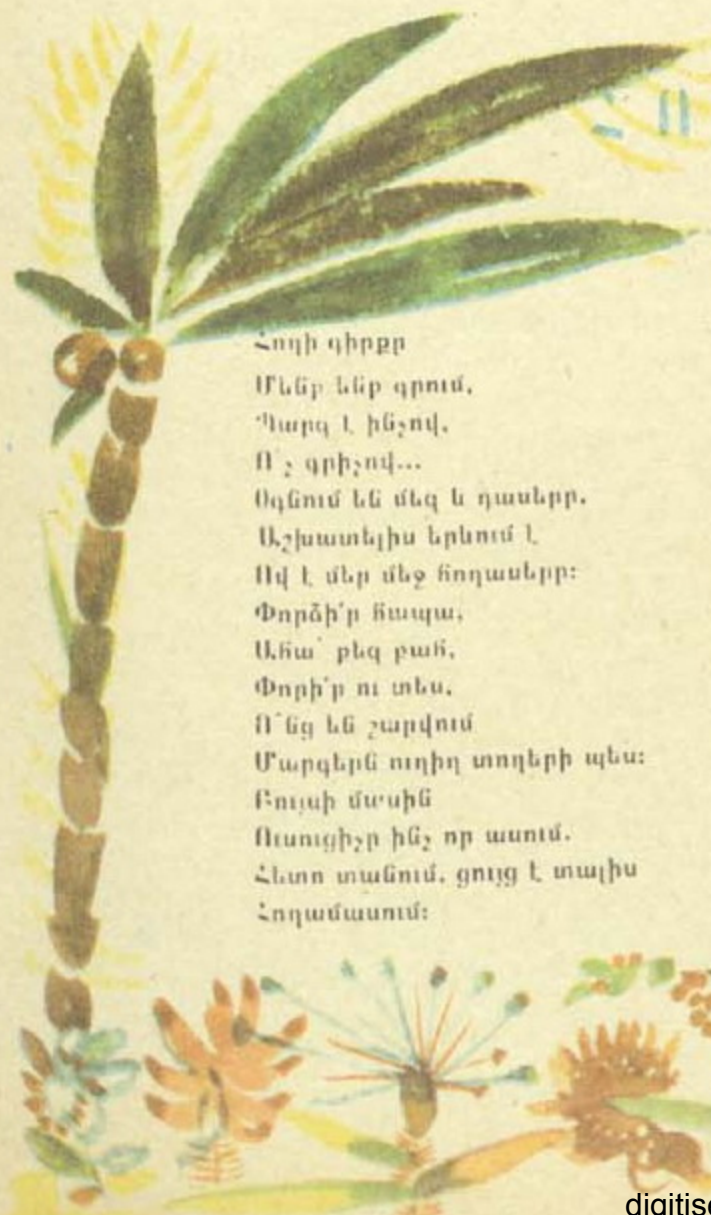 Հողի գիրքը
Մենք ենք գրում,
Պարզ է ինչով,
Ո՛չ գրիչով...
Օգնում են մեզ և դասերը,
Աշխատելիս երևում է
Ով է մեր մեջ հողասերը:
Փորձի՛ր հապա,
Ահա՛ քեզ բահ,
Փորի՛ր ու տես,
Ո՜նց են շարվում
Մարգերն ուղիղ տողերի պես:
Բույսի մասին
Ուսուցիչը ինչ որ ասում,
Հետո տանում, ցույց է տալիս
Հողամասում:
digitise